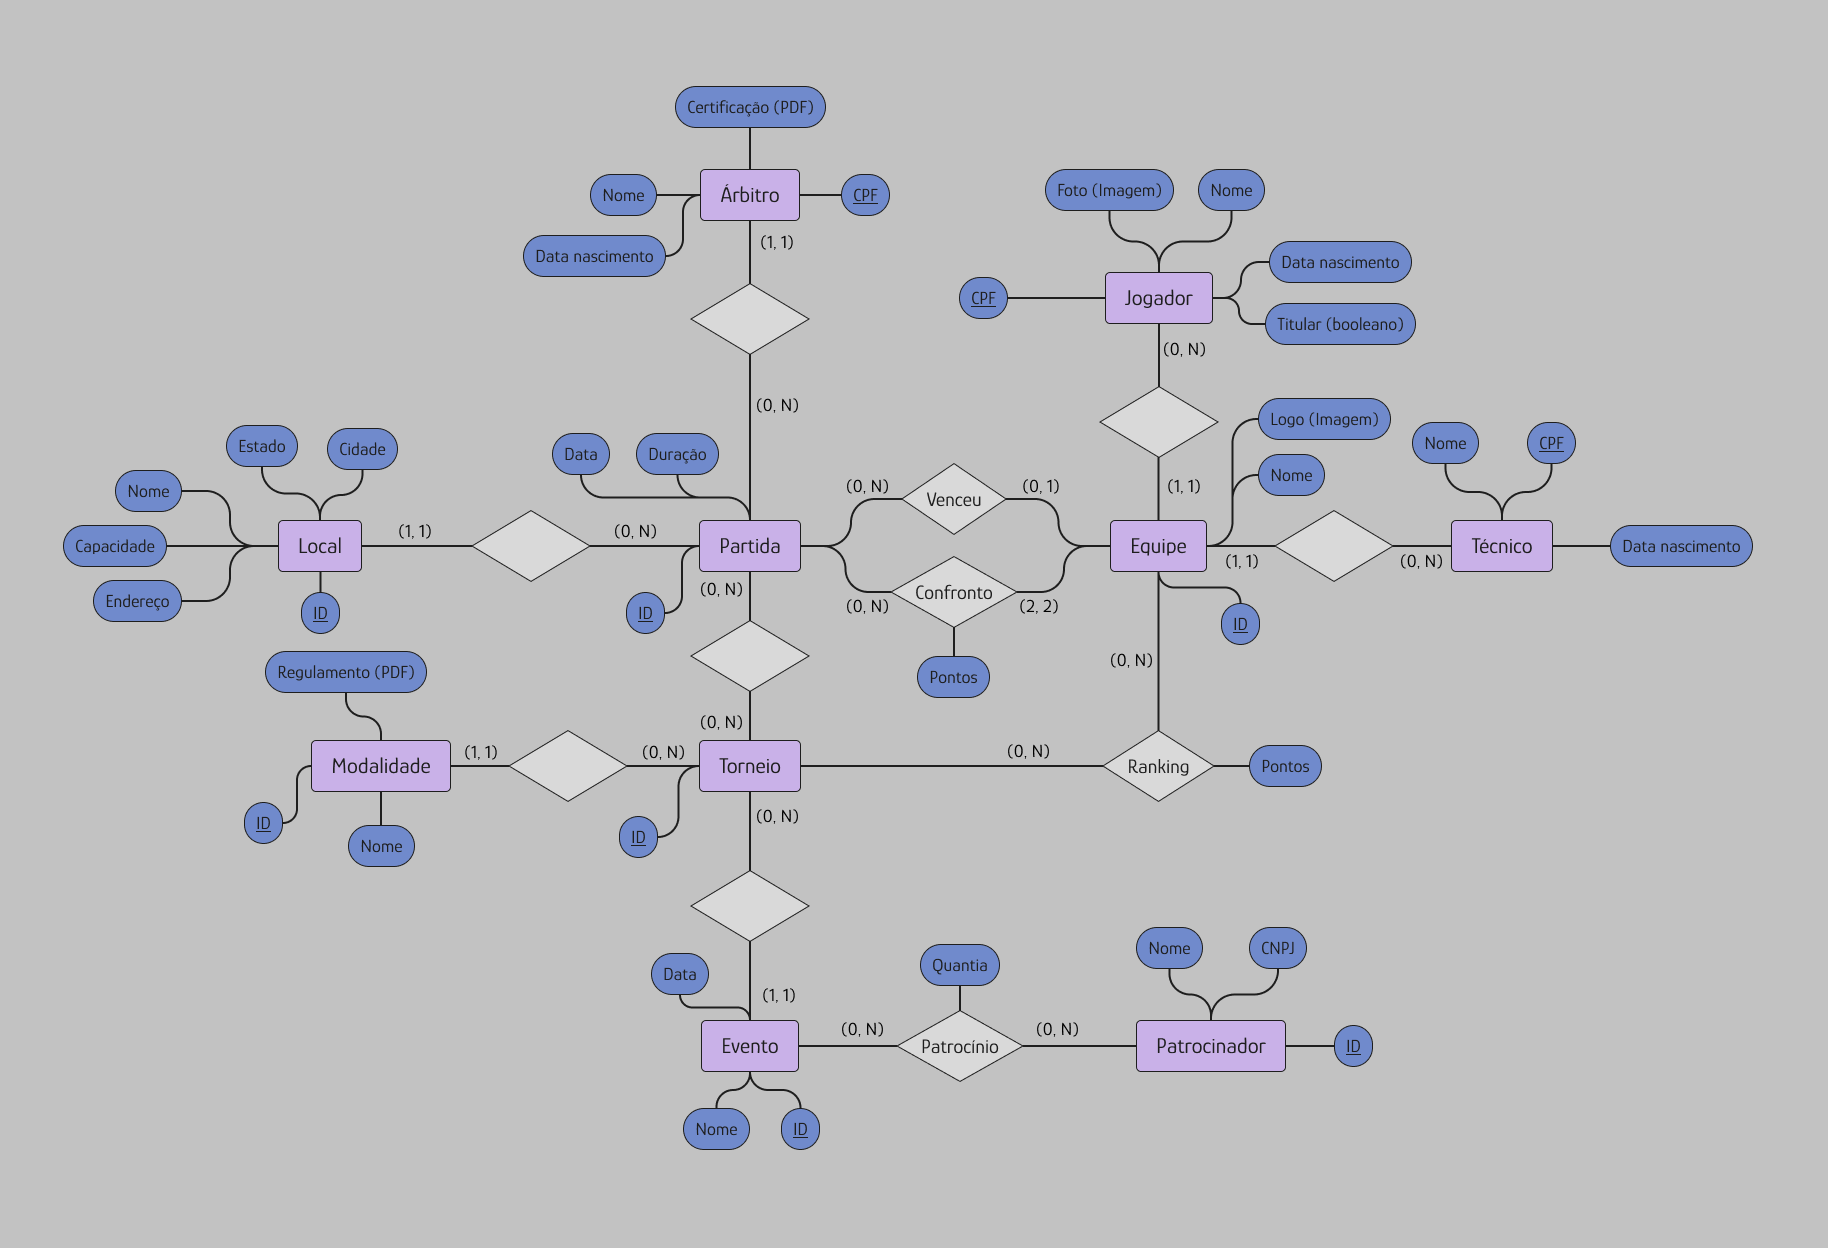 Certificação (PDF)
Nome
Árbitro
CPF
Data nascimento
(1, 1)
(0, N)
Foto (Imagem)
Nome
Data nascimento
CPF
Jogador
Titular (booleano)
(0, N)
(1, 1)
Logo (Imagem)
Nome
Nome
CPF
Estado
Cidade
Nome
Capacidade
Endereço
Local
ID
(1, 1)
(0, N)
Data
Duração
Partida
ID
(0, N)
(0, N)
Venceu
(0, 1)
(0, N)
Confronto
(2, 2)
Pontos
Equipe
(1, 1)
(0, N)
Técnico
Data nascimento
ID
(0, N)
Regulamento (PDF)
Modalidade
ID
Nome
(1, 1)
(0, N)
(0, N)
Torneio
ID
(0, N)
(0, N)
Ranking
Pontos
Data
(1, 1)
Evento
Nome
ID
(0, N)
Quantia
Patrocínio
(0, N)
Nome
CNPJ
Patrocinador
ID